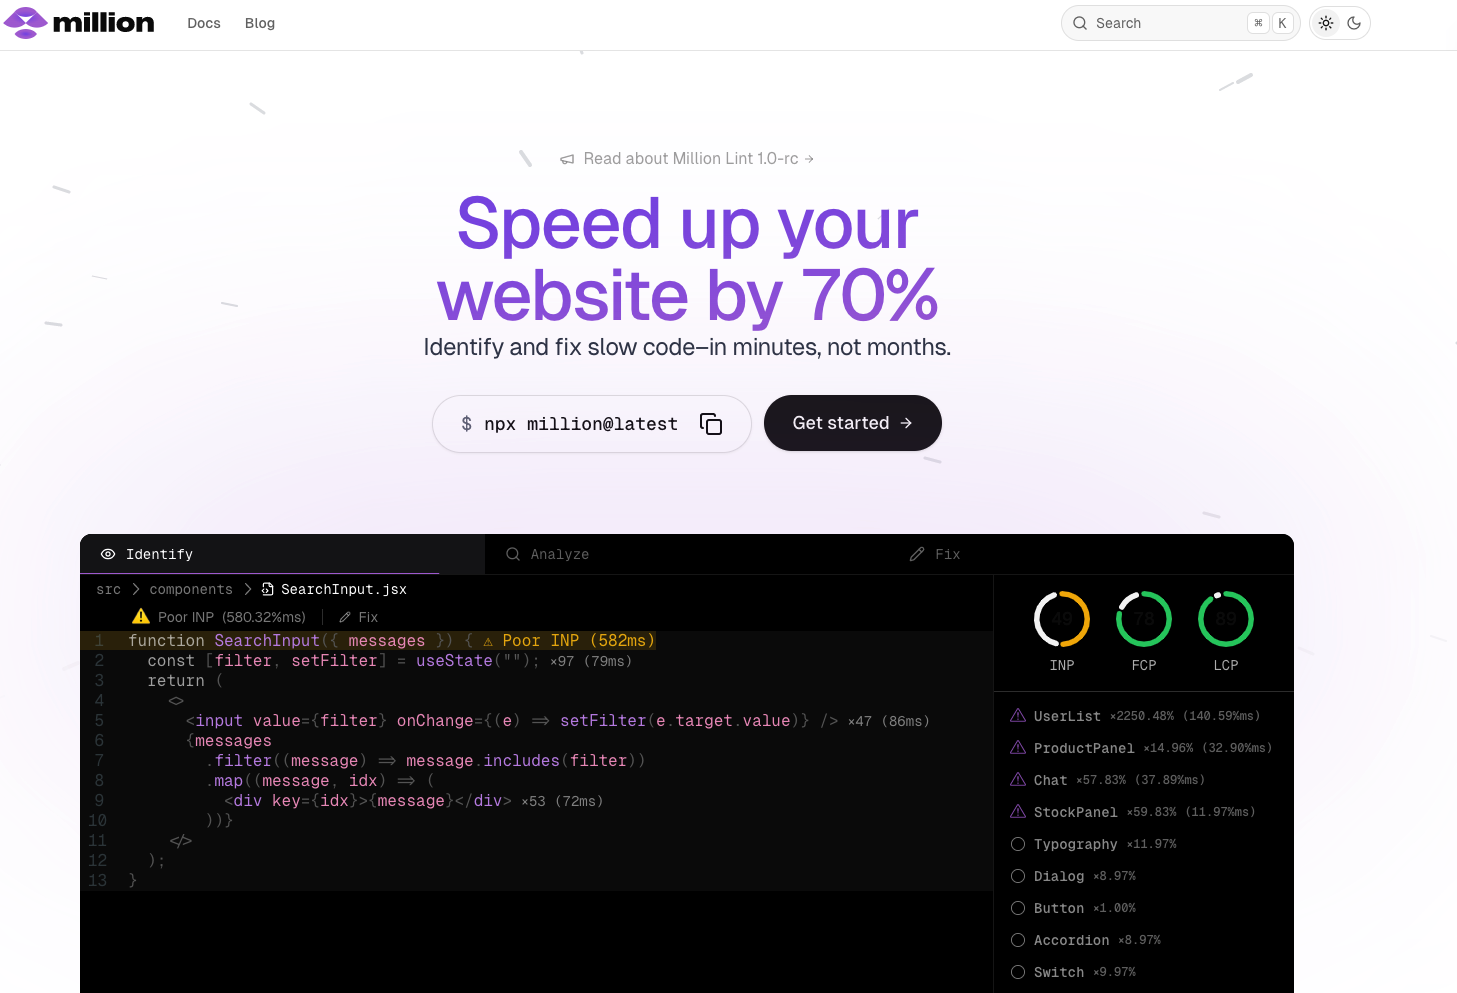 million
Docs
Blog
Search
⌘ K
Read about Million Lint 1.0-rc →
Speed up your
website by 70%
Identify and fix slow code—in minutes, not months.
$ npx million@latest
Get started →
Identify
Analyze
Fix
src > components > SearchInput.jsx
Poor INP (580.32%ms) | Fix
1 function SearchInput({ messages }) { ⚠ Poor INP (582ms)
2 const [filter, setFilter] = useState(""); ×97 (79ms)
3 return (
4 <>
5 <input value={filter} onChange={(e) => setFilter(e.target.value)} /> ×47 (86ms)
6 {messages
7 .filter((message) => message.includes(filter))
8 .map((message, idx) => (
9 <div key={idx}>{message}</div> ×53 (72ms)
10 ))}
11 </>
12 );
13 }
49 78 89
INP FCP LCP
UserList ×2250.48% (140.59%ms)
ProductPanel ×14.96% (32.90%ms)
Chat ×57.83% (37.89%ms)
StockPanel ×59.83% (11.97%ms)
Typography ×11.97%
Dialog ×8.97%
Button ×1.00%
Accordion ×8.97%
Switch ×9.97%